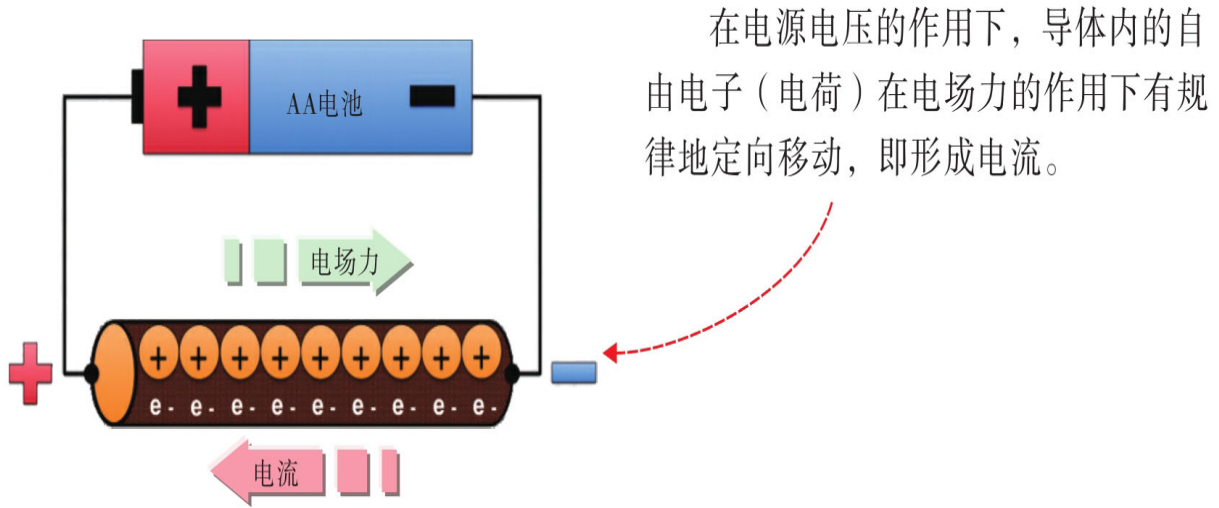 在电源电压的作用下，导体内的自
由电子（电荷）在电场力的作用下有规
律地定向移动，即形成电流。
AA电池
电场力
e- e- e- e- e- e- e- e- e-
电流